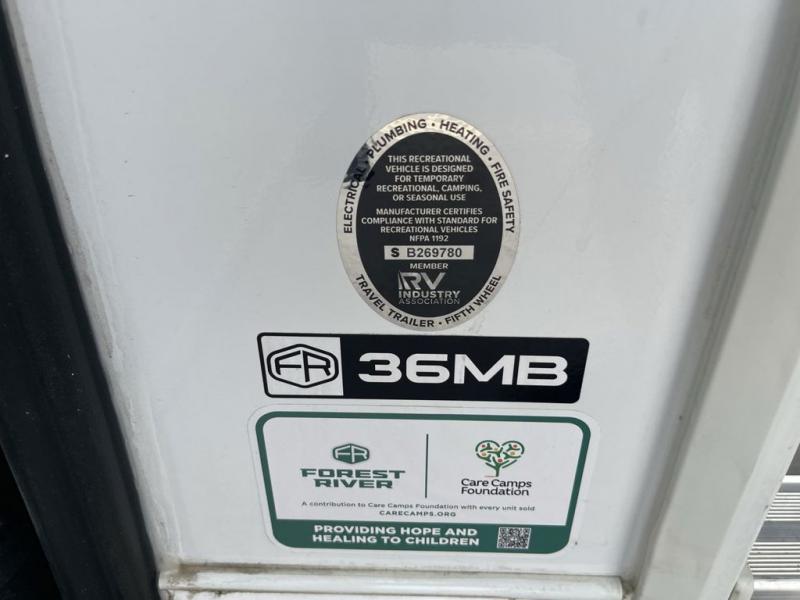 ELECTRICAL • PLUMBING • HEATING • FIRE SAFETY
THIS RECREATIONAL
VEHICLE IS DESIGNED
FOR TEMPORARY
RECREATIONAL, CAMPING,
OR SEASONAL USE
MANUFACTURER CERTIFIES
COMPLIANCE WITH STANDARD FOR
RECREATIONAL VEHICLES
NFPA 1192
S B269780
MEMBER
RV
INDUSTRY
ASSOCIATION
TRAVEL TRAILER • FIFTH WHEEL
FR 36MB
FR
FOREST
RIVER
Care Camps
Foundation
A contribution to Care Camps Foundation with every unit sold
CARECAMPS.ORG
PROVIDING HOPE AND
HEALING TO CHILDREN